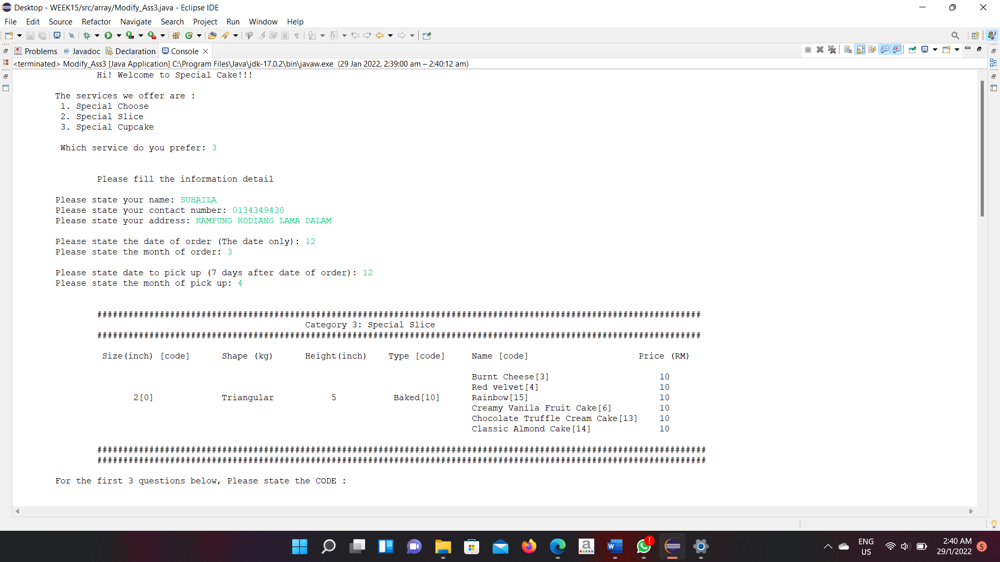 Desktop - WEEK15/src/array/Modify_Ass3.java - Eclipse IDE
File Edit Source Refactor Navigate Search Project Run Window Help
Problems @ Javadoc Declaration Console
<terminated> Modify_Ass3 [Java Application] C:\Program Files\Java\jdk-17.0.2\bin\javaw.exe (29 Jan 2022, 2:39:00 am – 2:40:12 am)
Hi! Welcome to Special Cake!!!
The services we offer are :
1. Special Choose
2. Special Slice
3. Special Cupcake
Which service do you prefer: 3
Please fill the information detail
Please state your name: SUHAILA
Please state your contact number: 0134349430
Please state your address: KAMPUNG KODIANG LAMA DALAM
Please state the date of order (The date only): 12
Please state the month of order: 3
Please state date to pick up (7 days after date of order): 12
Please state the month of pick up: 4
####################################################################################################################
Category 3: Special Slice
####################################################################################################################
Size(inch) [code] Shape (kg) Height(inch) Type [code] Name [code] Price (RM)
Burnt Cheese[3] 10
Red velvet[4] 10
2[0] Triangular 5 Baked[10] Rainbow[15] 10
Creamy Vanila Fruit Cake[6] 10
Chocolate Truffle Cream Cake[13] 10
Classic Almond Cake[14] 10
#####################################################################################################################
#####################################################################################################################
For the first 3 questions below, Please state the CODE :
ENG
US
2:40 AM
29/1/2022
5